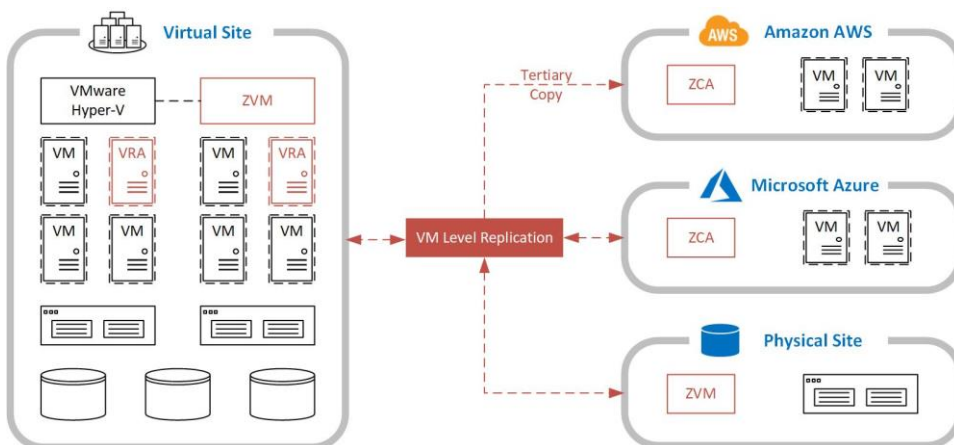 Virtual Site
VMware
Hyper-V
ZVM
VM
VRA
VM
VRA
VM
VM
VM
VM
Tertiary
Copy
VM Level Replication
AWS
Amazon AWS
ZCA
VM
VM
Microsoft Azure
ZCA
VM
VM
Physical Site
ZVM